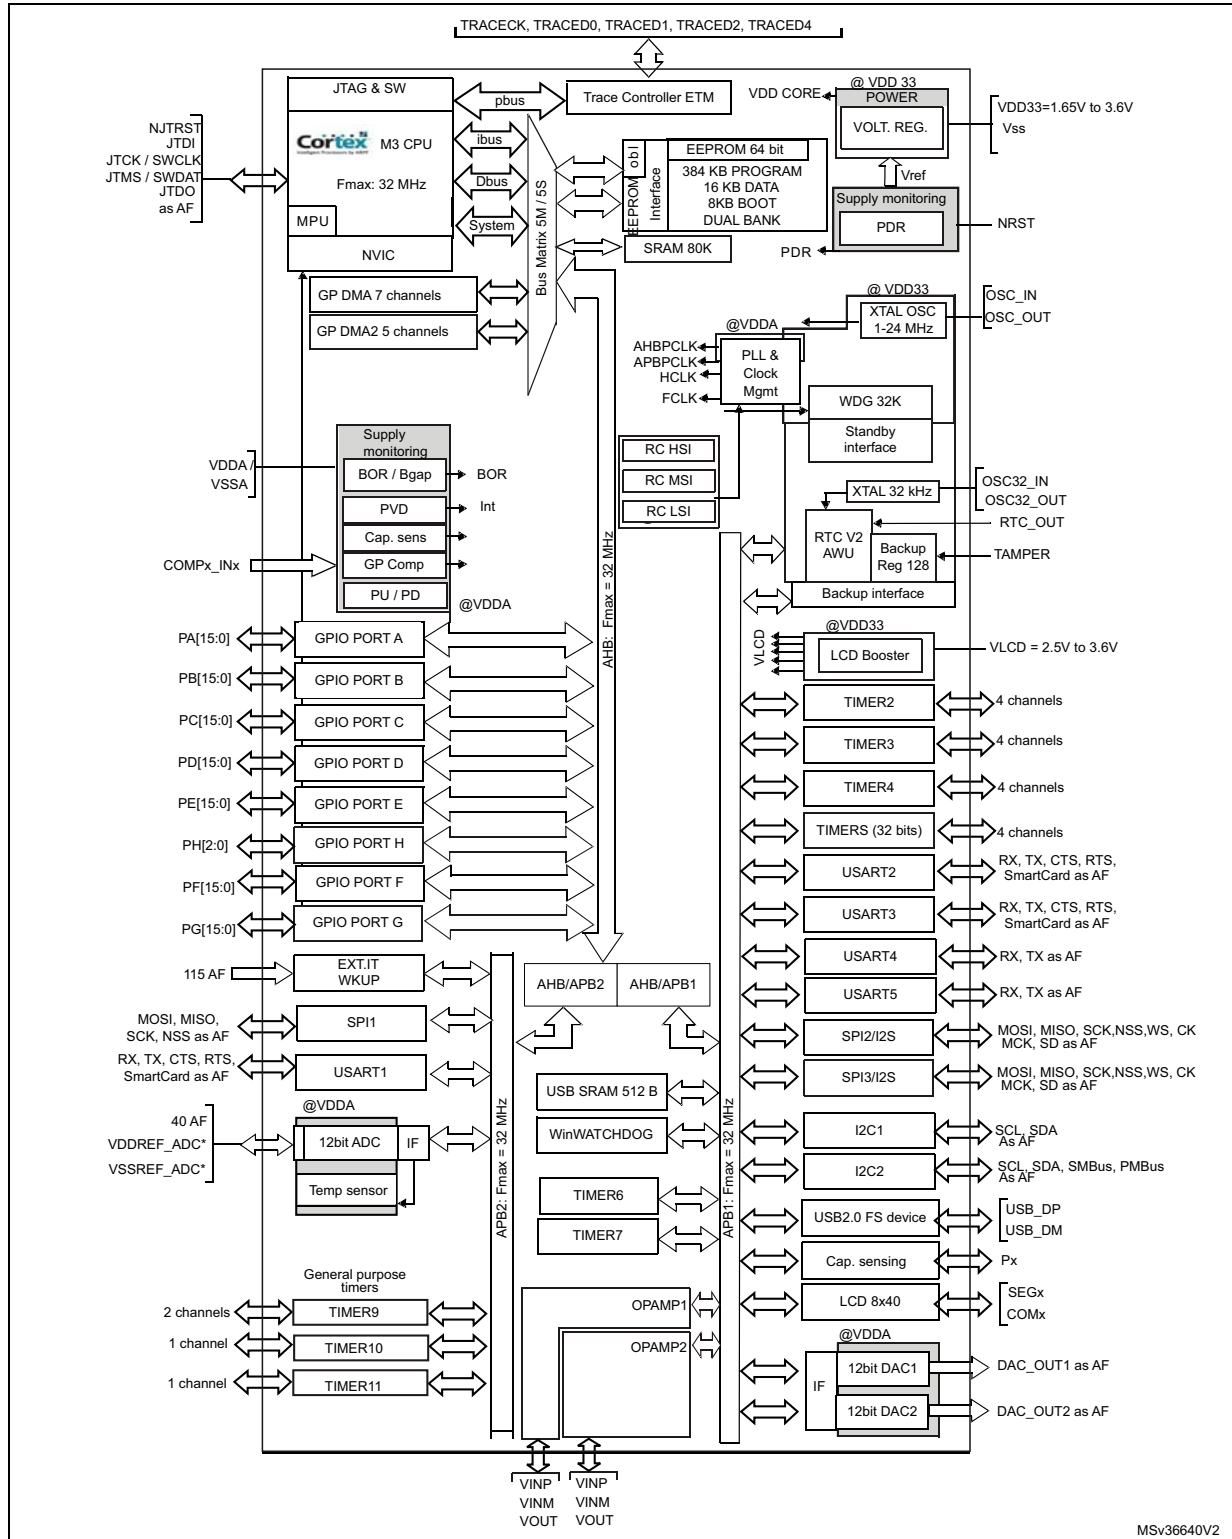 TRACECK, TRACED0, TRACED1, TRACED2, TRACED4
JTAG & SW
pbus
Trace Controller ETM
Cortex
Intelligent Processors by ARM
M3 CPU
Fmax: 32 MHz
MPU
NVIC
ibus
Dbus
System
NJTRST
JTDI
JTCK / SWCLK
JTMS / SWDAT
JTDO
as AF
Bus Matrix 5M / 5S
EEPROM obl
Interface
EEPROM 64 bit
384 KB PROGRAM
16 KB DATA
8KB BOOT
DUAL BANK
SRAM 80K
@ VDD 33
VDD CORE
POWER
VOLT. REG.
VDD33=1.65V to 3.6V
Vss
Vref
Supply monitoring
PDR
PDR
NRST
GP DMA 7 channels
GP DMA2 5 channels
@ VDD33
XTAL OSC
1-24 MHz
OSC_IN
OSC_OUT
@VDDA
AHBPCLK
APBPCLK
HCLK
FCLK
PLL &
Clock
Mgmt
WDG 32K
Standby
interface
RC HSI
RC MSI
RC LSI
XTAL 32 kHz
OSC32_IN
OSC32_OUT
RTC_OUT
RTC V2
AWU
Backup
Reg 128
TAMPER
Backup interface
VDDA /
VSSA
Supply
monitoring
BOR / Bgap
BOR
PVD
Int
Cap. sens
GP Comp
PU / PD
@VDDA
COMPx_INx
AHB: Fmax = 32 MHz
@VDD33
VLCD
LCD Booster
VLCD = 2.5V to 3.6V
PA[15:0]
GPIO PORT A
PB[15:0]
GPIO PORT B
PC[15:0]
GPIO PORT C
PD[15:0]
GPIO PORT D
PE[15:0]
GPIO PORT E
PH[2:0]
GPIO PORT H
PF[15:0]
GPIO PORT F
PG[15:0]
GPIO PORT G
TIMER2
4 channels
TIMER3
4 channels
TIMER4
4 channels
TIMERS (32 bits)
4 channels
USART2
RX, TX, CTS, RTS,
SmartCard as AF
USART3
RX, TX, CTS, RTS,
SmartCard as AF
USART4
RX, TX as AF
USART5
RX, TX as AF
SPI2/I2S
MOSI, MISO, SCK,NSS,WS, CK
MCK, SD as AF
SPI3/I2S
MOSI, MISO, SCK,NSS,WS, CK
MCK, SD as AF
I2C1
SCL, SDA
As AF
I2C2
SCL, SDA, SMBus, PMBus
As AF
USB2.0 FS device
USB_DP
USB_DM
Cap. sensing
Px
LCD 8x40
SEGx
COMx
@VDDA
IF
12bit DAC1
DAC_OUT1 as AF
12bit DAC2
DAC_OUT2 as AF
115 AF
EXT.IT
WKUP
MOSI, MISO,
SCK, NSS as AF
SPI1
RX, TX, CTS, RTS,
SmartCard as AF
USART1
AHB/APB2
AHB/APB1
USB SRAM 512 B
WinWATCHDOG
TIMER6
TIMER7
APB2: Fmax = 32 MHz
APB1: Fmax = 32 MHz
@VDDA
40 AF
VDDREF_ADC*
VSSREF_ADC*
12bit ADC
IF
Temp sensor
General purpose
timers
2 channels
TIMER9
1 channel
TIMER10
1 channel
TIMER11
OPAMP1
OPAMP2
VINP
VINM
VOUT
VINP
VINM
VOUT
MSv36640V2